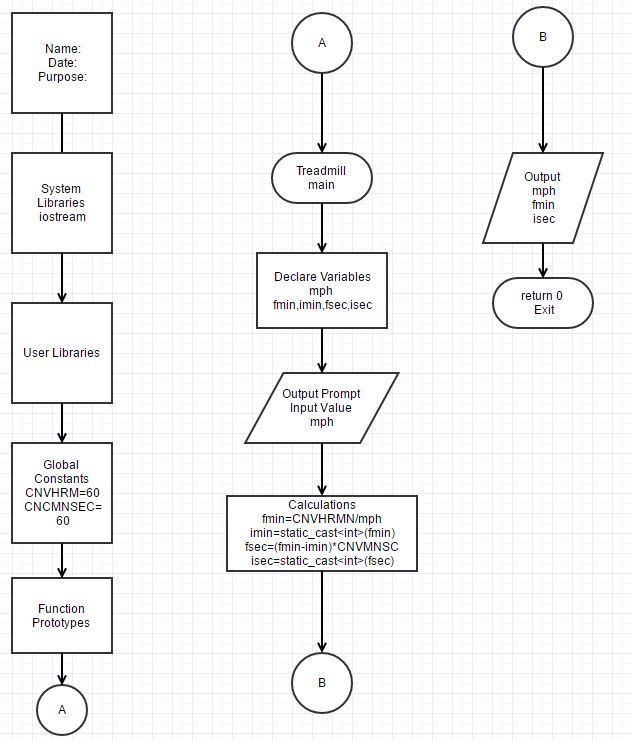 Name:
Date:
Purpose:
System
Libraries
iostream
User Libraries
Global
Constants
CNVHRM=60
CNCMNSEC=
60
Function
Prototypes
A
A
Treadmill
main
Declare Variables
mph
fmin,imin,fsec,isec
Output Prompt
Input Value
mph
Calculations
fmin=CNVHRMN/mph
imin=static_cast<int>(fmin)
fsec=(fmin-imin)*CNVMNSC
isec=static_cast<int>(fsec)
B
B
Output
mph
fmin
isec
return 0
Exit